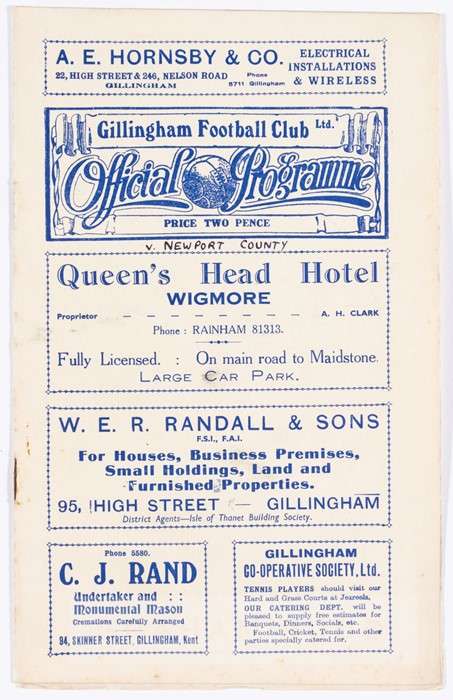 A. E. HORNSBY & CO.
22, HIGH STREET & 246, NELSON ROAD
GILLINGHAM
Phone
5711 Gillingham
ELECTRICAL
INSTALLATIONS
& WIRELESS
Gillingham Football Club Ltd.
Official Programme
PRICE TWO PENCE
v. NEWPORT COUNTY
Queen's Head Hotel
WIGMORE
Proprietor - - - - - - - - A. H. CLARK
Phone : RAINHAM 81313.
Fully Licensed. : On main road to Maidstone.
LARGE CAR PARK.
W. E. R. RANDALL & SONS
F.S.I., F.A.I.
For Houses, Business Premises,
Small Holdings, Land and
Furnished Properties.
95, HIGH STREET — GILLINGHAM
District Agents—Isle of Thanet Building Society.
Phone 5580.
C. J. RAND
Undertaker and : :
Monumental Mason
Cremations Carefully Arranged
94, SKINNER STREET, GILLINGHAM, Kent
GILLINGHAM
CO-OPERATIVE SOCIETY, Ltd.
TENNIS PLAYERS should visit our
Hard and Grass Courts at Jezreels.
OUR CATERING DEPT. will be
pleased to supply free estimates for
Banquets, Dinners, Socials, etc.
Football, Cricket, Tennis and other
parties specially catered for.